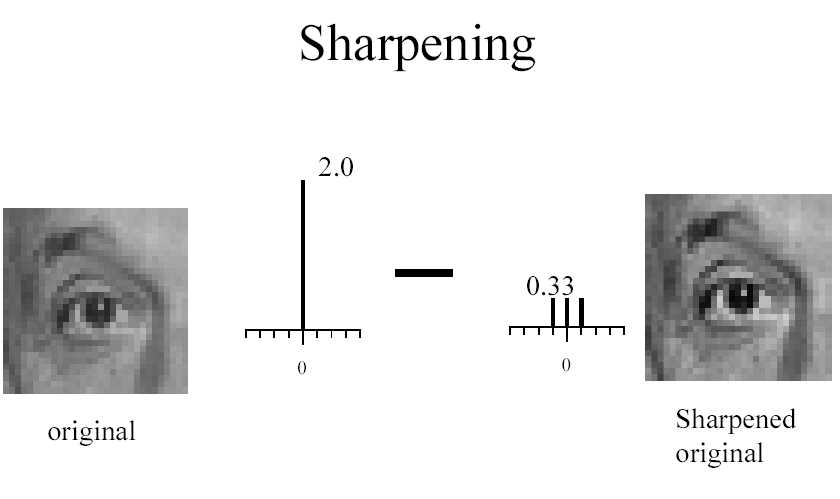 Sharpening
2.0
0.33
0
0
original
Sharpened
original